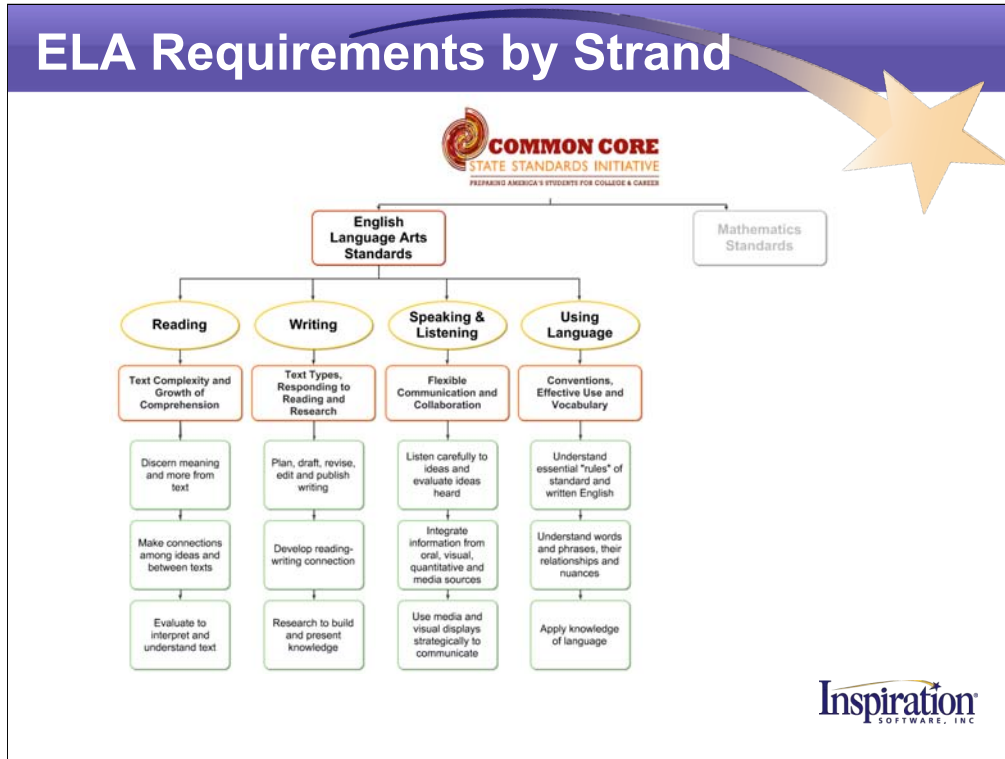 ELA Requirements by Strand
COMMON CORE
STATE STANDARDS INITIATIVE
PREPARING AMERICA'S STUDENTS FOR COLLEGE & CAREER
English
Language Arts
Standards
Mathematics
Standards
Reading
Writing
Speaking &
Listening
Using
Language
Text Complexity and
Growth of
Comprehension
Text Types,
Responding to
Reading and
Research
Flexible
Communication and
Collaboration
Conventions,
Effective Use and
Vocabulary
Discern meaning
and more from
text
Plan, draft, revise,
edit and publish
writing
Listen carefully to
ideas and
evaluate ideas
heard
Understand
essential "rules" of
standard and
written English
Make connections
among ideas and
between texts
Develop reading-
writing connection
Integrate
information from
oral, visual,
quantitative and
media sources
Understand words
and phrases, their
relationships and
nuances
Evaluate to
interpret and
understand text
Research to build
and present
knowledge
Use media and
visual displays
strategically to
communicate
Apply knowledge
of language
Inspiration®
SOFTWARE, INC